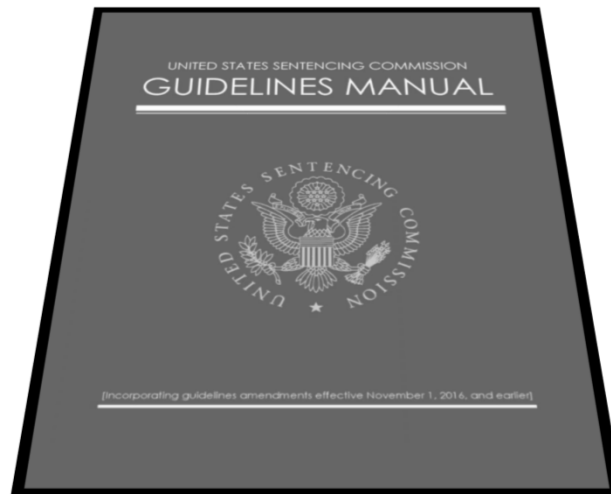 UNITED STATES SENTENCING COMMISSION
GUIDELINES MANUAL
UNITED STATES SENTENCING COMMISSION
[Incorporating guidelines amendments effective November 1, 2016, and earlier]